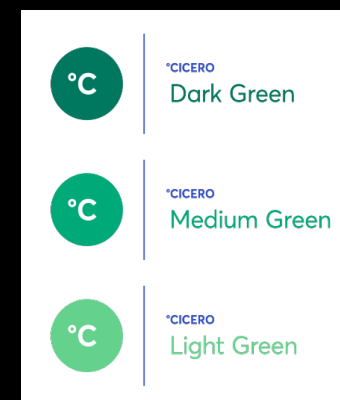 °C
°CICERO
Dark Green
°C
°CICERO
Medium Green
°C
°CICERO
Light Green